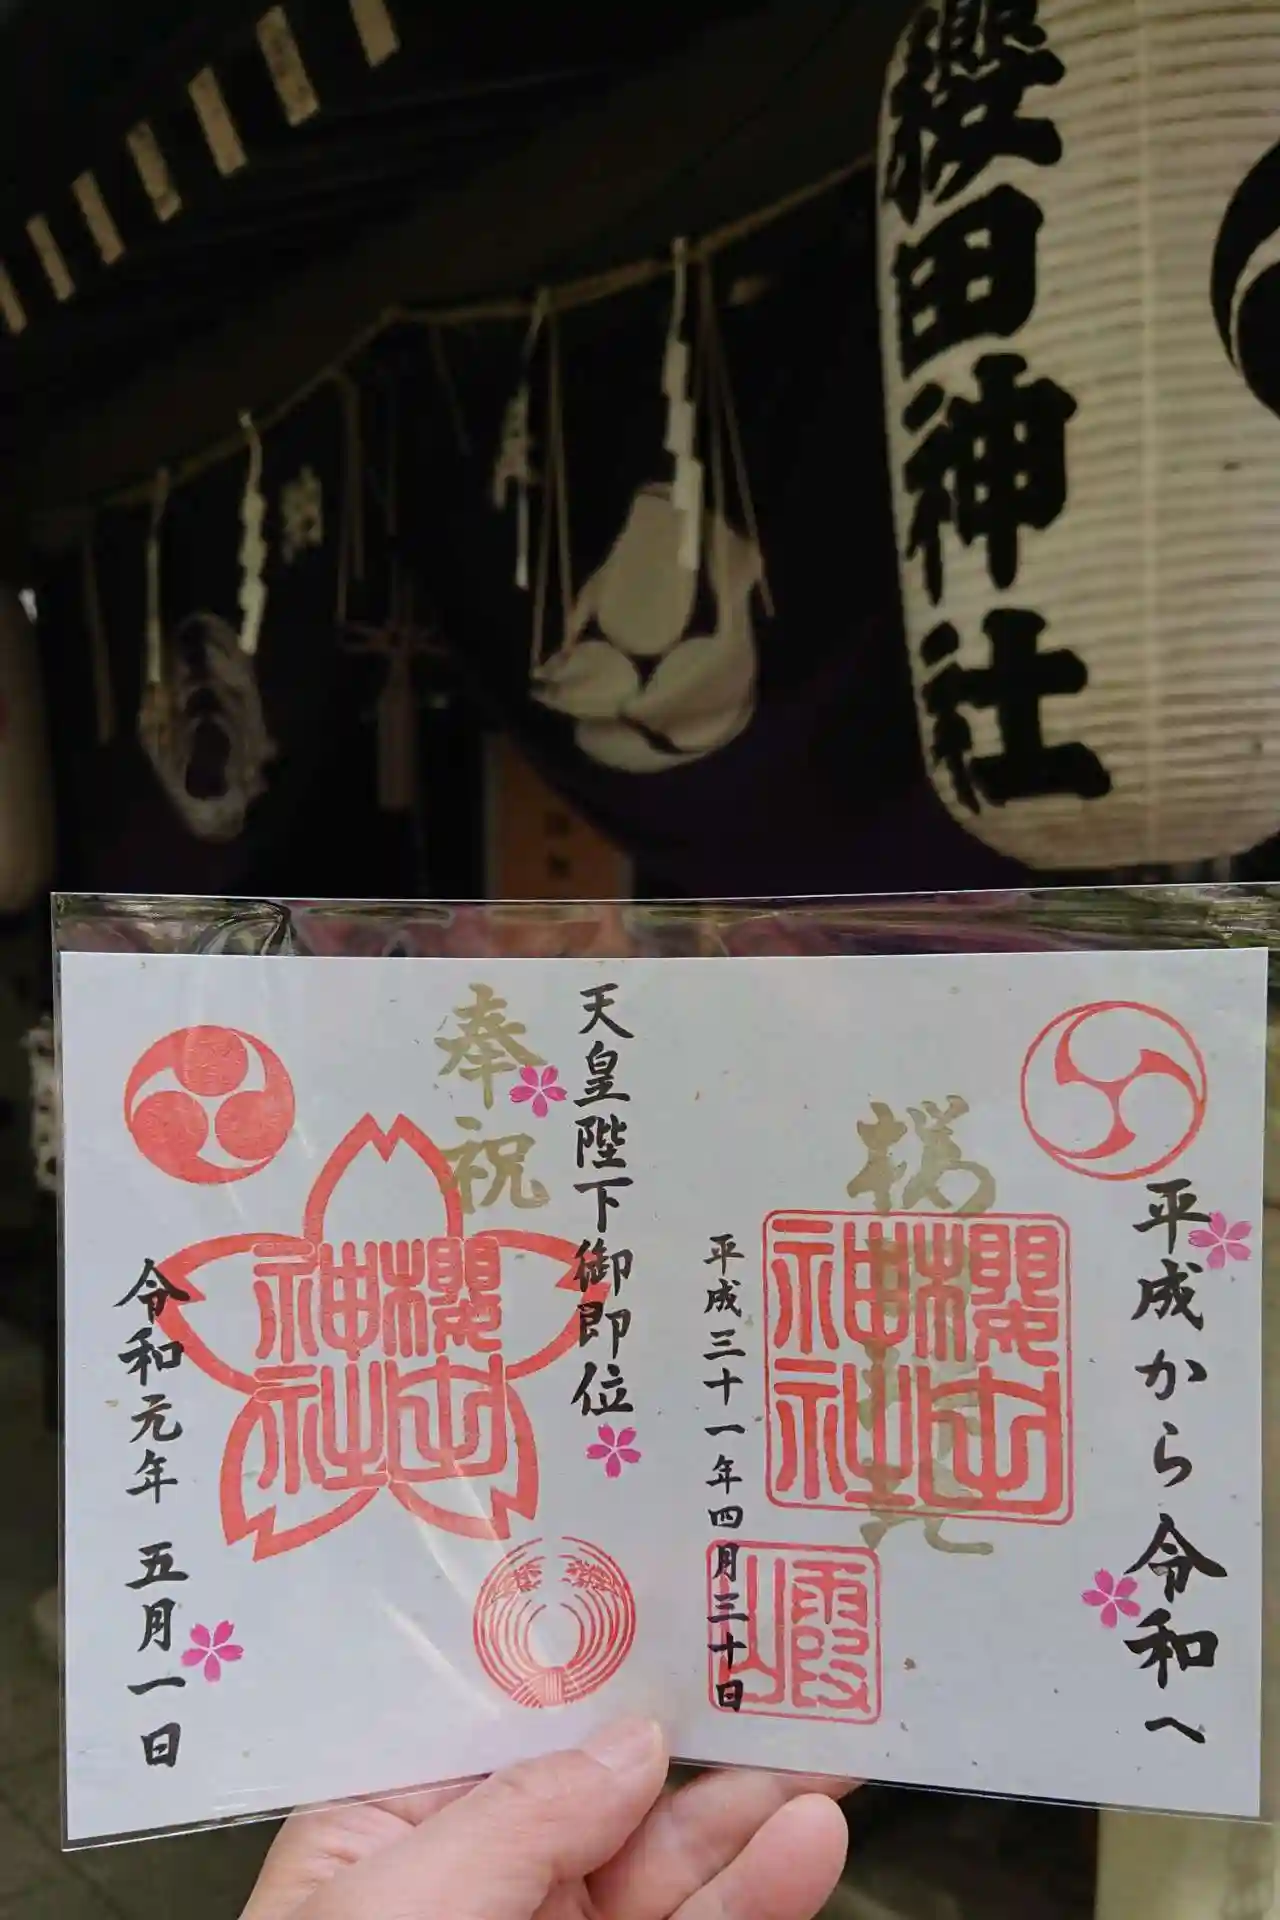 櫻田神社
平成から令和へ
櫻田神社
霞山
平成三十一年四月三十日
天皇陛下御即位
奉祝
櫻田神社
令和元年 五月一日